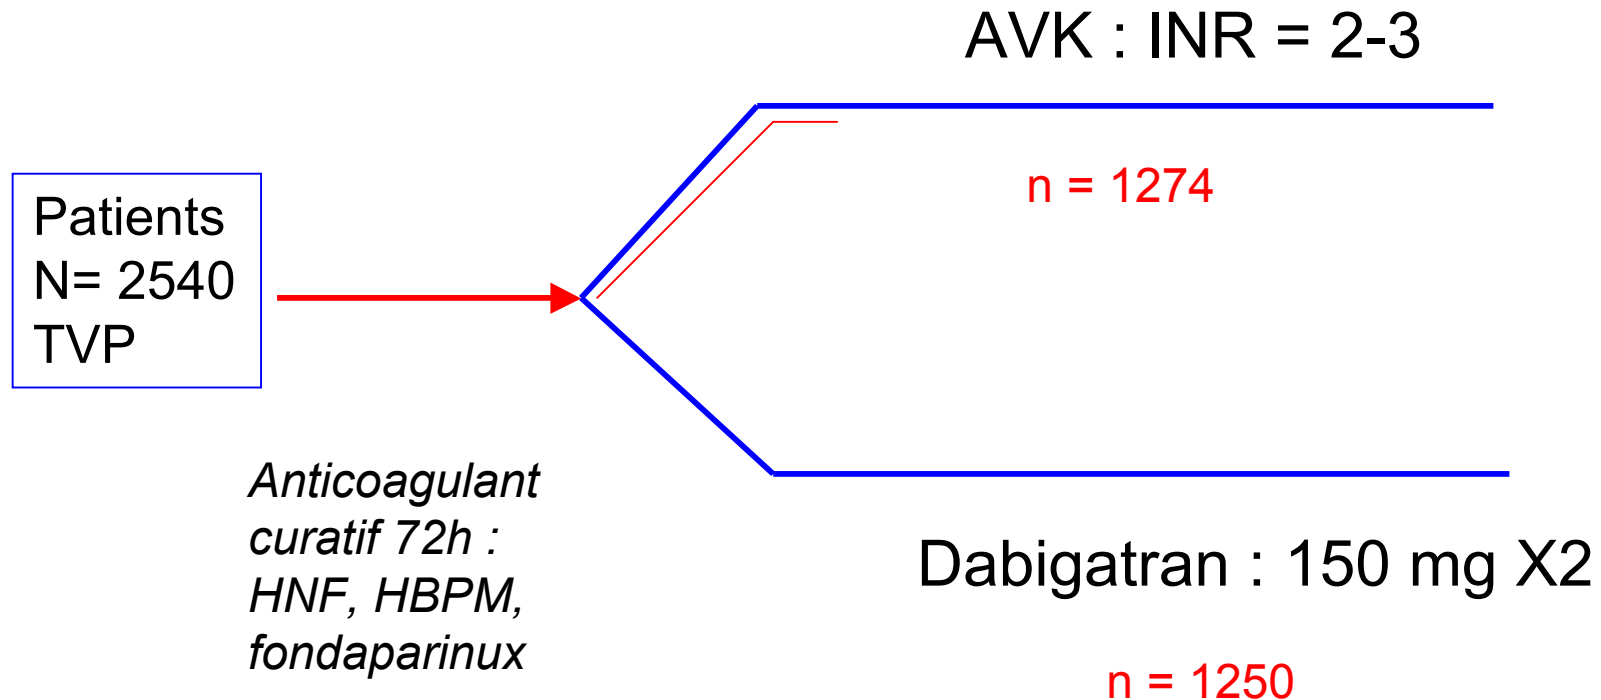 AVK : INR = 2-3
n = 1274
Patients
N= 2540
TVP
Anticoagulant
curatif 72h :
HNF, HBPM,
fondaparinux
Dabigatran : 150 mg X2
n = 1250